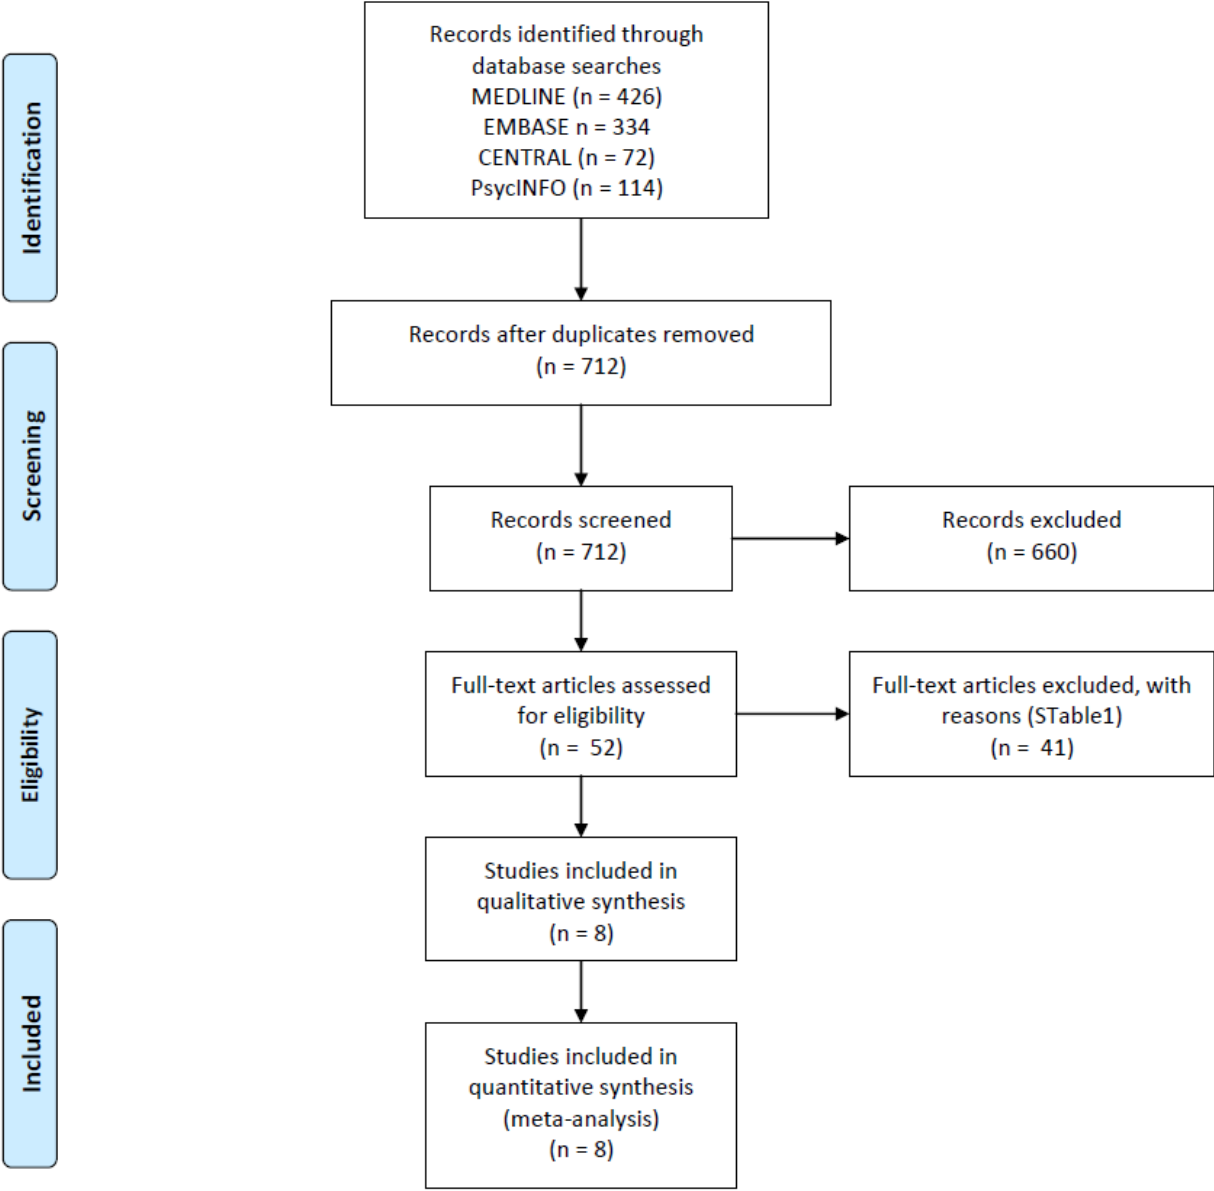 Identification
Records identified through
database searches
MEDLINE (n = 426)
EMBASE n = 334
CENTRAL (n = 72)
PsycINFO (n = 114)
Records after duplicates removed
(n = 712)
Screening
Records screened
(n = 712)
Records excluded
(n = 660)
Eligibility
Full-text articles assessed
for eligibility
(n = 52)
Full-text articles excluded, with
reasons (STable1)
(n = 41)
Studies included in
qualitative synthesis
(n = 8)
Included
Studies included in
quantitative synthesis
(meta-analysis)
(n = 8)